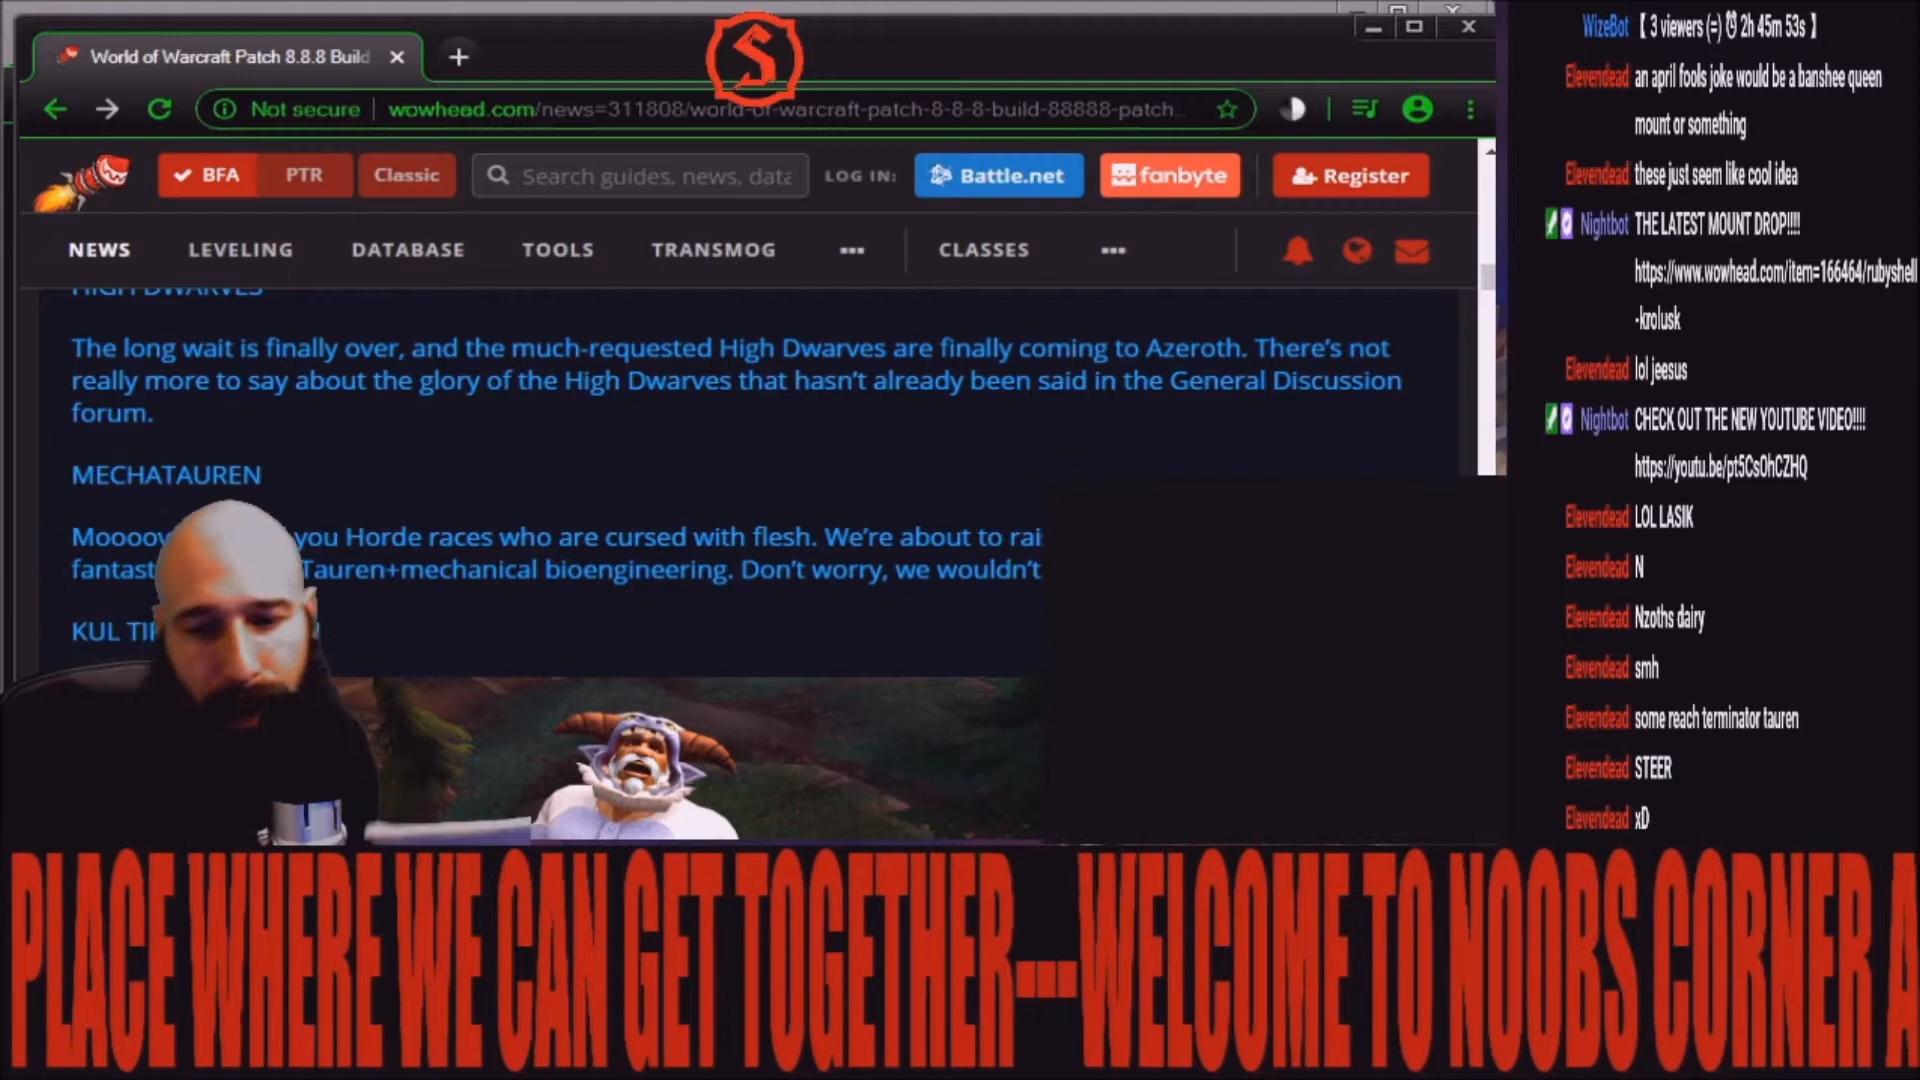 World of Warcraft Patch 8.8.8 Build
Not secure
wowhead.com/news=311808/world-of-warcraft-patch-8-8-8-build-88888-patch...
BFA
PTR
Classic
Search guides, news, data
LOG IN:
Battle.net
fanbyte
Register
NEWS
LEVELING
DATABASE
TOOLS
TRANSMOG
CLASSES
HIGH DWARVES
The long wait is finally over, and the much-requested High Dwarves are finally coming to Azeroth. There's not
really more to say about the glory of the High Dwarves that hasn't already been said in the General Discussion
forum.
MECHATAUREN
you Horde races who are cursed with flesh. We're about to
Tauren+mechanical bioengineering. Don't worry, we wouldn't
KUL
WizeBot 【 3 viewers (=) ⏰ 2h 45m 53s 】
Elevendead an april fools joke would be a banshee queen
mount or something
Elevendead these just seem like cool idea
Nightbot THE LATEST MOUNT DROP!!!!
https://www.wowhead.com/item=166464/rubyshell
-krolusk
Elevendead lol jeesus
Nightbot CHECK OUT THE NEW YOUTUBE VIDEO!!!!
https://youtu.be/pt5CsOhCZHQ
Elevendead LOL LASIK
Elevendead N
Elevendead Nzoths dairy
Elevendead smh
Elevendead some reach terminator tauren
Elevendead STEER
Elevendead xD
PLACE WHERE WE CAN GET TOGETHER---WELCOME TO NOOBS CORNER A